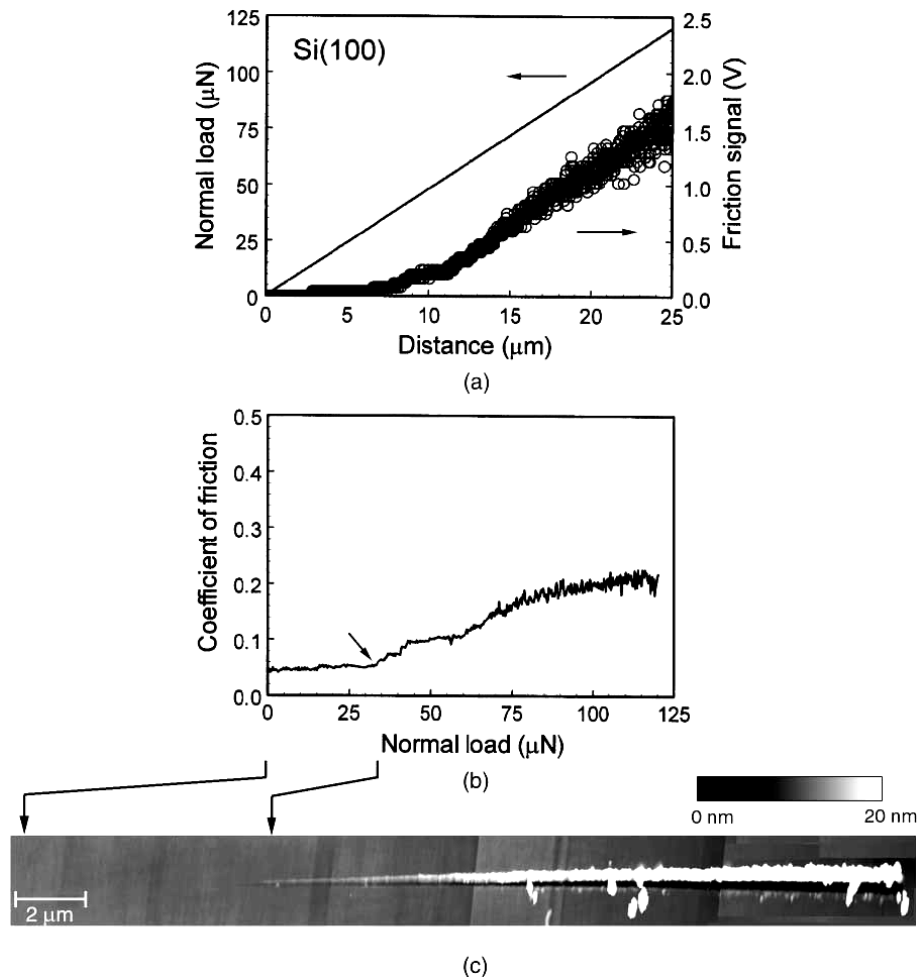 Si(100)
Normal load (μN)
125
100
75
50
25
0
Friction signal (V)
2.5
2.0
1.5
1.0
0.5
0.0
0 5 10 15 20 25
Distance (μm)
(a)
Coefficient of friction
0.5
0.4
0.3
0.2
0.1
0.0
0 25 50 75 100 125
Normal load (μN)
(b)
0 nm 20 nm
2 μm
(c)